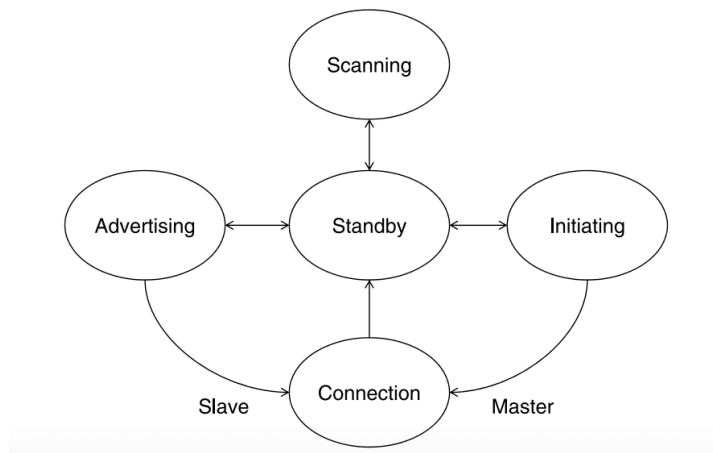 Scanning
Advertising
Standby
Initiating
Connection
Slave
Master